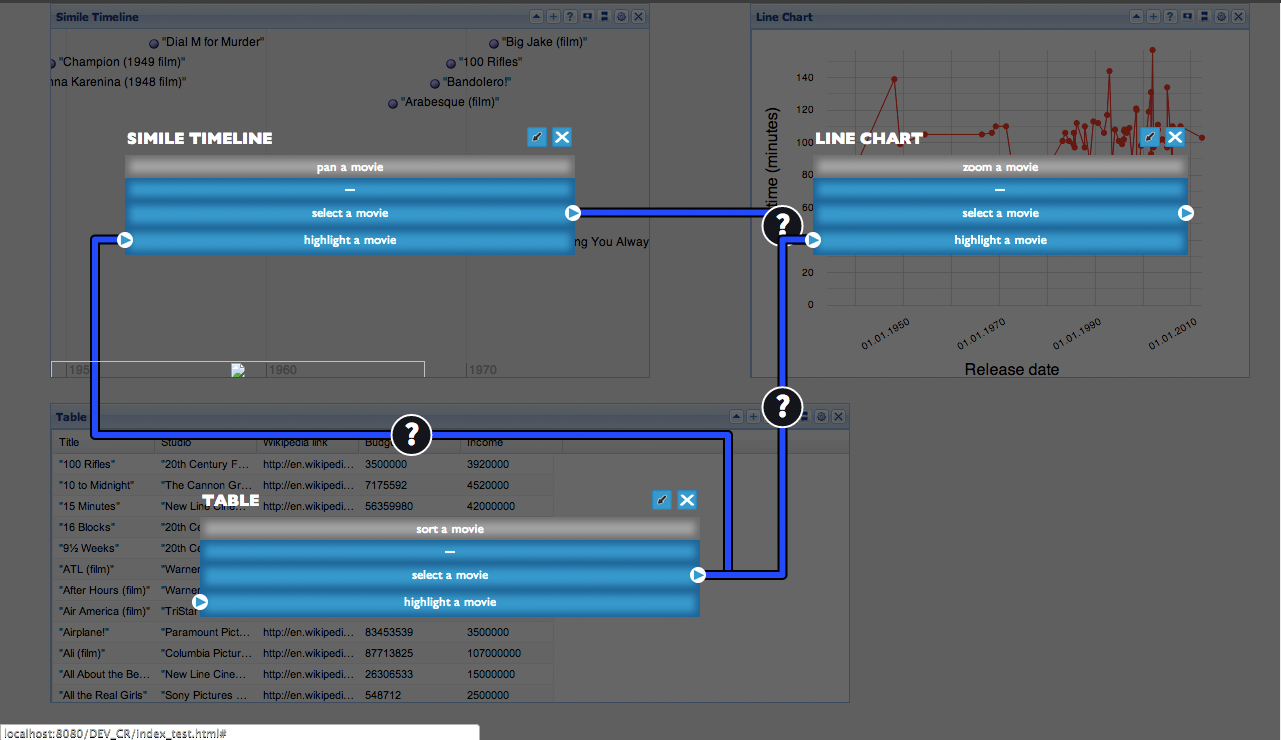 Simile Timeline
"Dial M for Murder"
"Big Jake (film)"
"Champion (1949 film)"
"100 Rifles"
nna Karenina (1948 film)"
"Bandolero!"
"Arabesque (film)"
SIMILE TIMELINE
pan a movie
—
select a movie
highlight a movie
ng You Alway
195
1960
1970
Line Chart
140
120
100
80
60
20
0
time (minutes)
LINE CHART
zoom a movie
—
select a movie
highlight a movie
01.01.1950
01.01.1970
01.01.1990
01.01.2010
Release date
?
?
?
Table
Title Studio Wikipedia link Budg Income
"100 Rifles" "20th Century F... http://en.wikipedi... 3500000 3920000
"10 to Midnight" "The Cannon Gr... http://en.wikipedi... 7175592 4520000
"15 Minutes" "New Line Cine... http://en.wikipedi... 56359980 42000000
"16 Blocks" "20th Ce
"9½ Weeks" "20th Ce
"ATL (film)" "Warner
"After Hours (film)" "Warner
"Air America (film)" "TriStar
"Airplane!" "Paramount Pict... http://en.wikipedi... 83453539 3500000
"Ali (film)" "Columbia Pictur... http://en.wikipedi... 87713825 107000000
"All About the Be... "New Line Cine... http://en.wikipedi... 26306533 15000000
"All the Real Girls" "Sony Pictures ... http://en.wikipedi... 548712 2500000
TABLE
sort a movie
—
select a movie
highlight a movie
localhost:8080/DEV_CR/index_test.html#